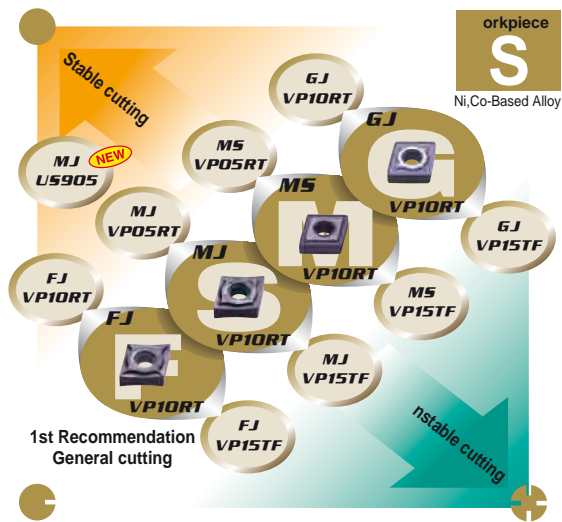 orkpiece
S
Ni,Co-Based Alloy
Stable cutting
GJ
VP10RT
GJ
G
VP10RT
MS
VP05RT
MJ
US905
NEW
MS
M
VP10RT
MJ
VP05RT
GJ
VP15TF
MJ
S
VP10RT
FJ
VP10RT
MS
VP15TF
FJ
F
VP10RT
MJ
VP15TF
FJ
VP15TF
1st Recommendation
General cutting
nstable cutting